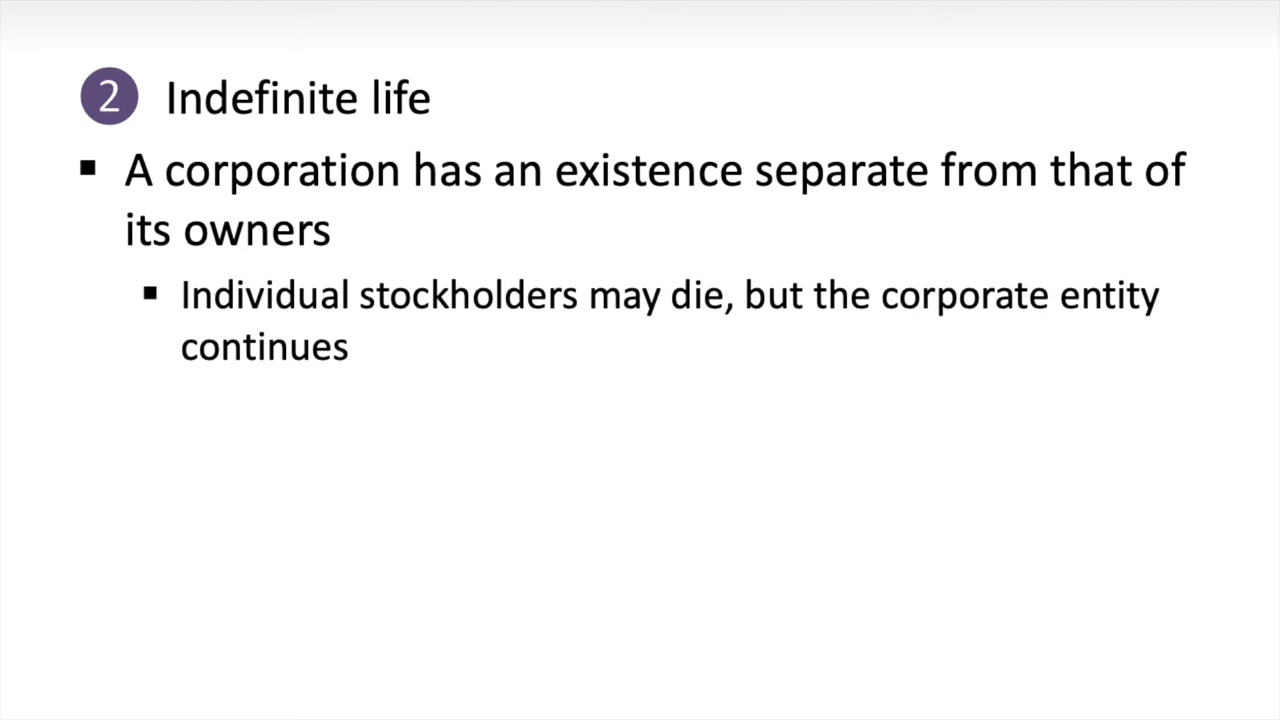 2 Indefinite life
▪ A corporation has an existence separate from that of
its owners
▪ Individual stockholders may die, but the corporate entity
continues